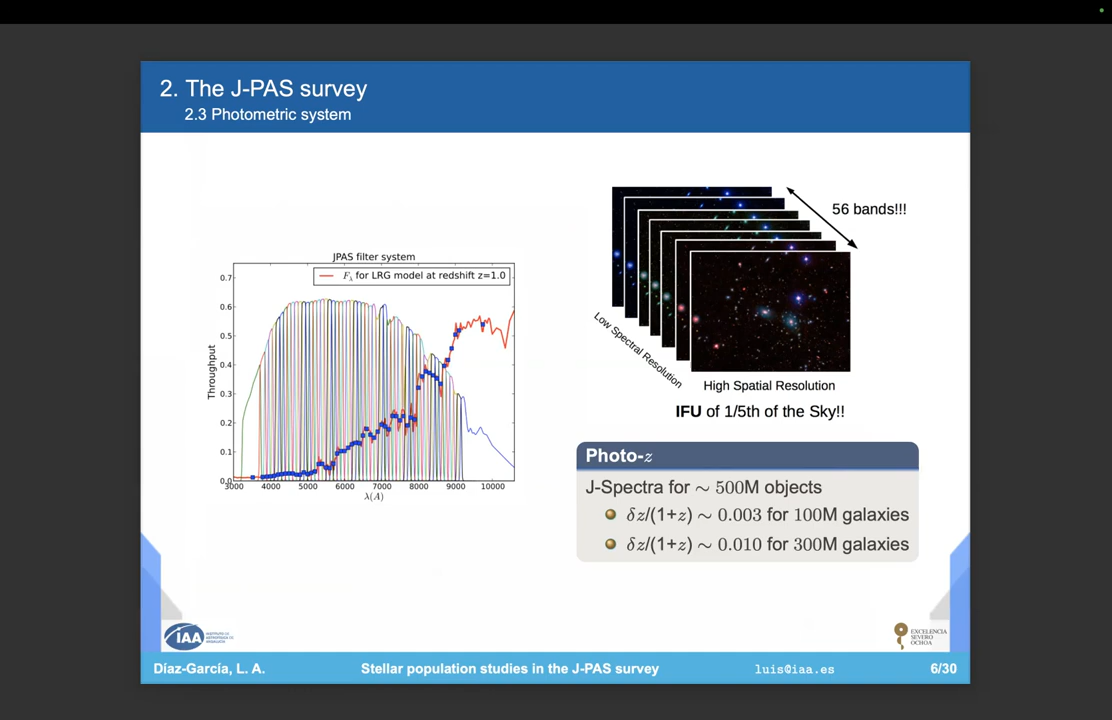 2. The J-PAS survey
2.3 Photometric system
JPAS filter system
F_λ for LRG model at redshift z=1.0
Throughput
0.7
0.6
0.5
0.4
0.3
0.2
0.1
0.0
3000 4000 5000 6000 7000 8000 9000 10000
λ(A)
56 bands!!!
Low Spectral Resolution
High Spatial Resolution
IFU of 1/5th of the Sky!!
Photo-z
J-Spectra for ∼ 500M objects
δz/(1+z) ∼ 0.003 for 100M galaxies
δz/(1+z) ∼ 0.010 for 300M galaxies
iAA
INSTITUTO DE
ASTROFÍSICA DE
ANDALUCÍA
EXCELENCIA
SEVERO
OCHOA
Díaz-García, L. A. Stellar population studies in the J-PAS survey luis@iaa.es 6/30